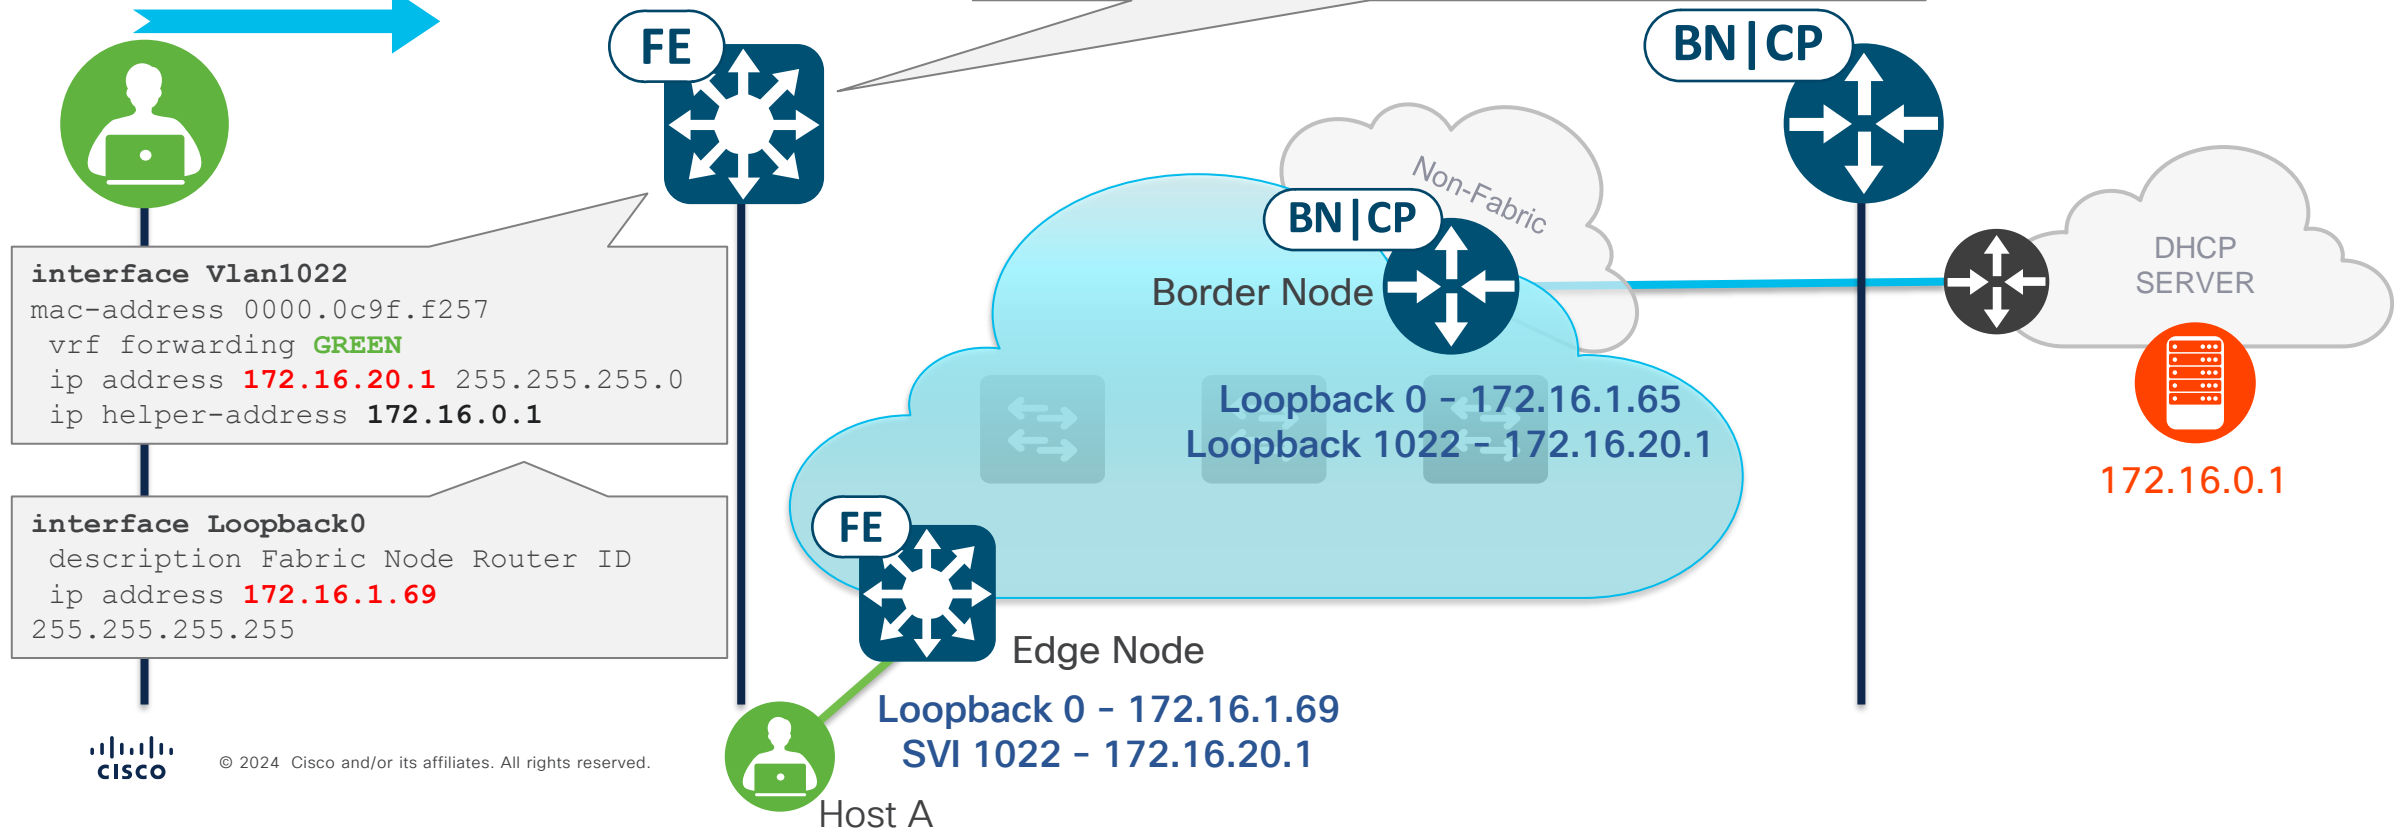 FE
BN|CP
Non-Fabric
BN|CP
Border Node
DHCP
SERVER
interface Vlan1022
mac-address 0000.0c9f.f257
vrf forwarding GREEN
ip address 172.16.20.1 255.255.255.0
ip helper-address 172.16.0.1
Loopback 0 - 172.16.1.65
Loopback 1022 - 172.16.20.1
172.16.0.1
interface Loopback0
description Fabric Node Router ID
ip address 172.16.1.69
255.255.255.255
FE
Edge Node
Loopback 0 - 172.16.1.69
SVI 1022 - 172.16.20.1
Host A
CISCO
© 2024 Cisco and/or its affiliates. All rights reserved.